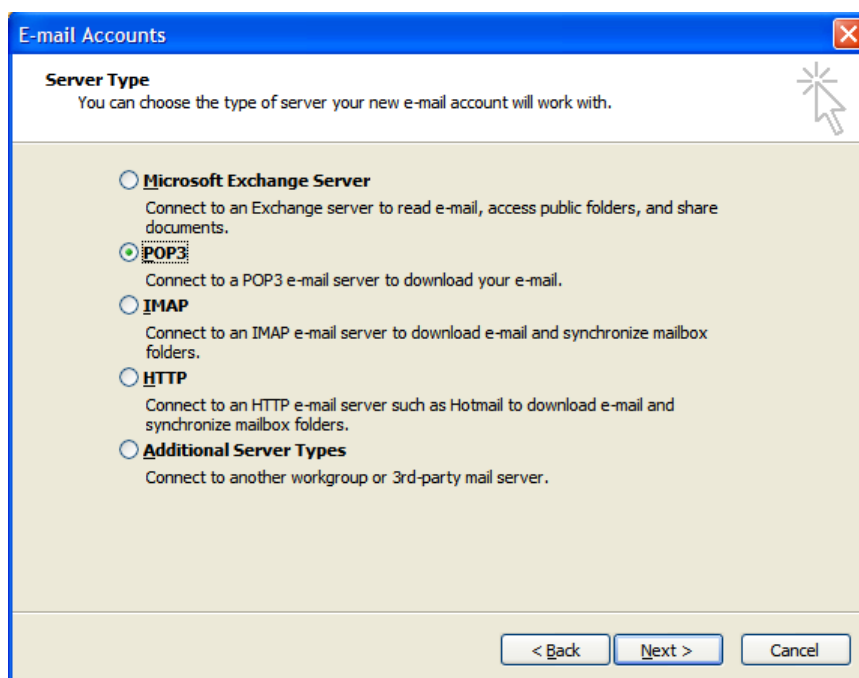 E-mail Accounts
Server Type
You can choose the type of server your new e-mail account will work with.
Microsoft Exchange Server
Connect to an Exchange server to read e-mail, access public folders, and share
documents.
POP3
Connect to a POP3 e-mail server to download your e-mail.
IMAP
Connect to an IMAP e-mail server to download e-mail and synchronize mailbox
folders.
HTTP
Connect to an HTTP e-mail server such as Hotmail to download e-mail and
synchronize mailbox folders.
Additional Server Types
Connect to another workgroup or 3rd-party mail server.
< Back Next > Cancel